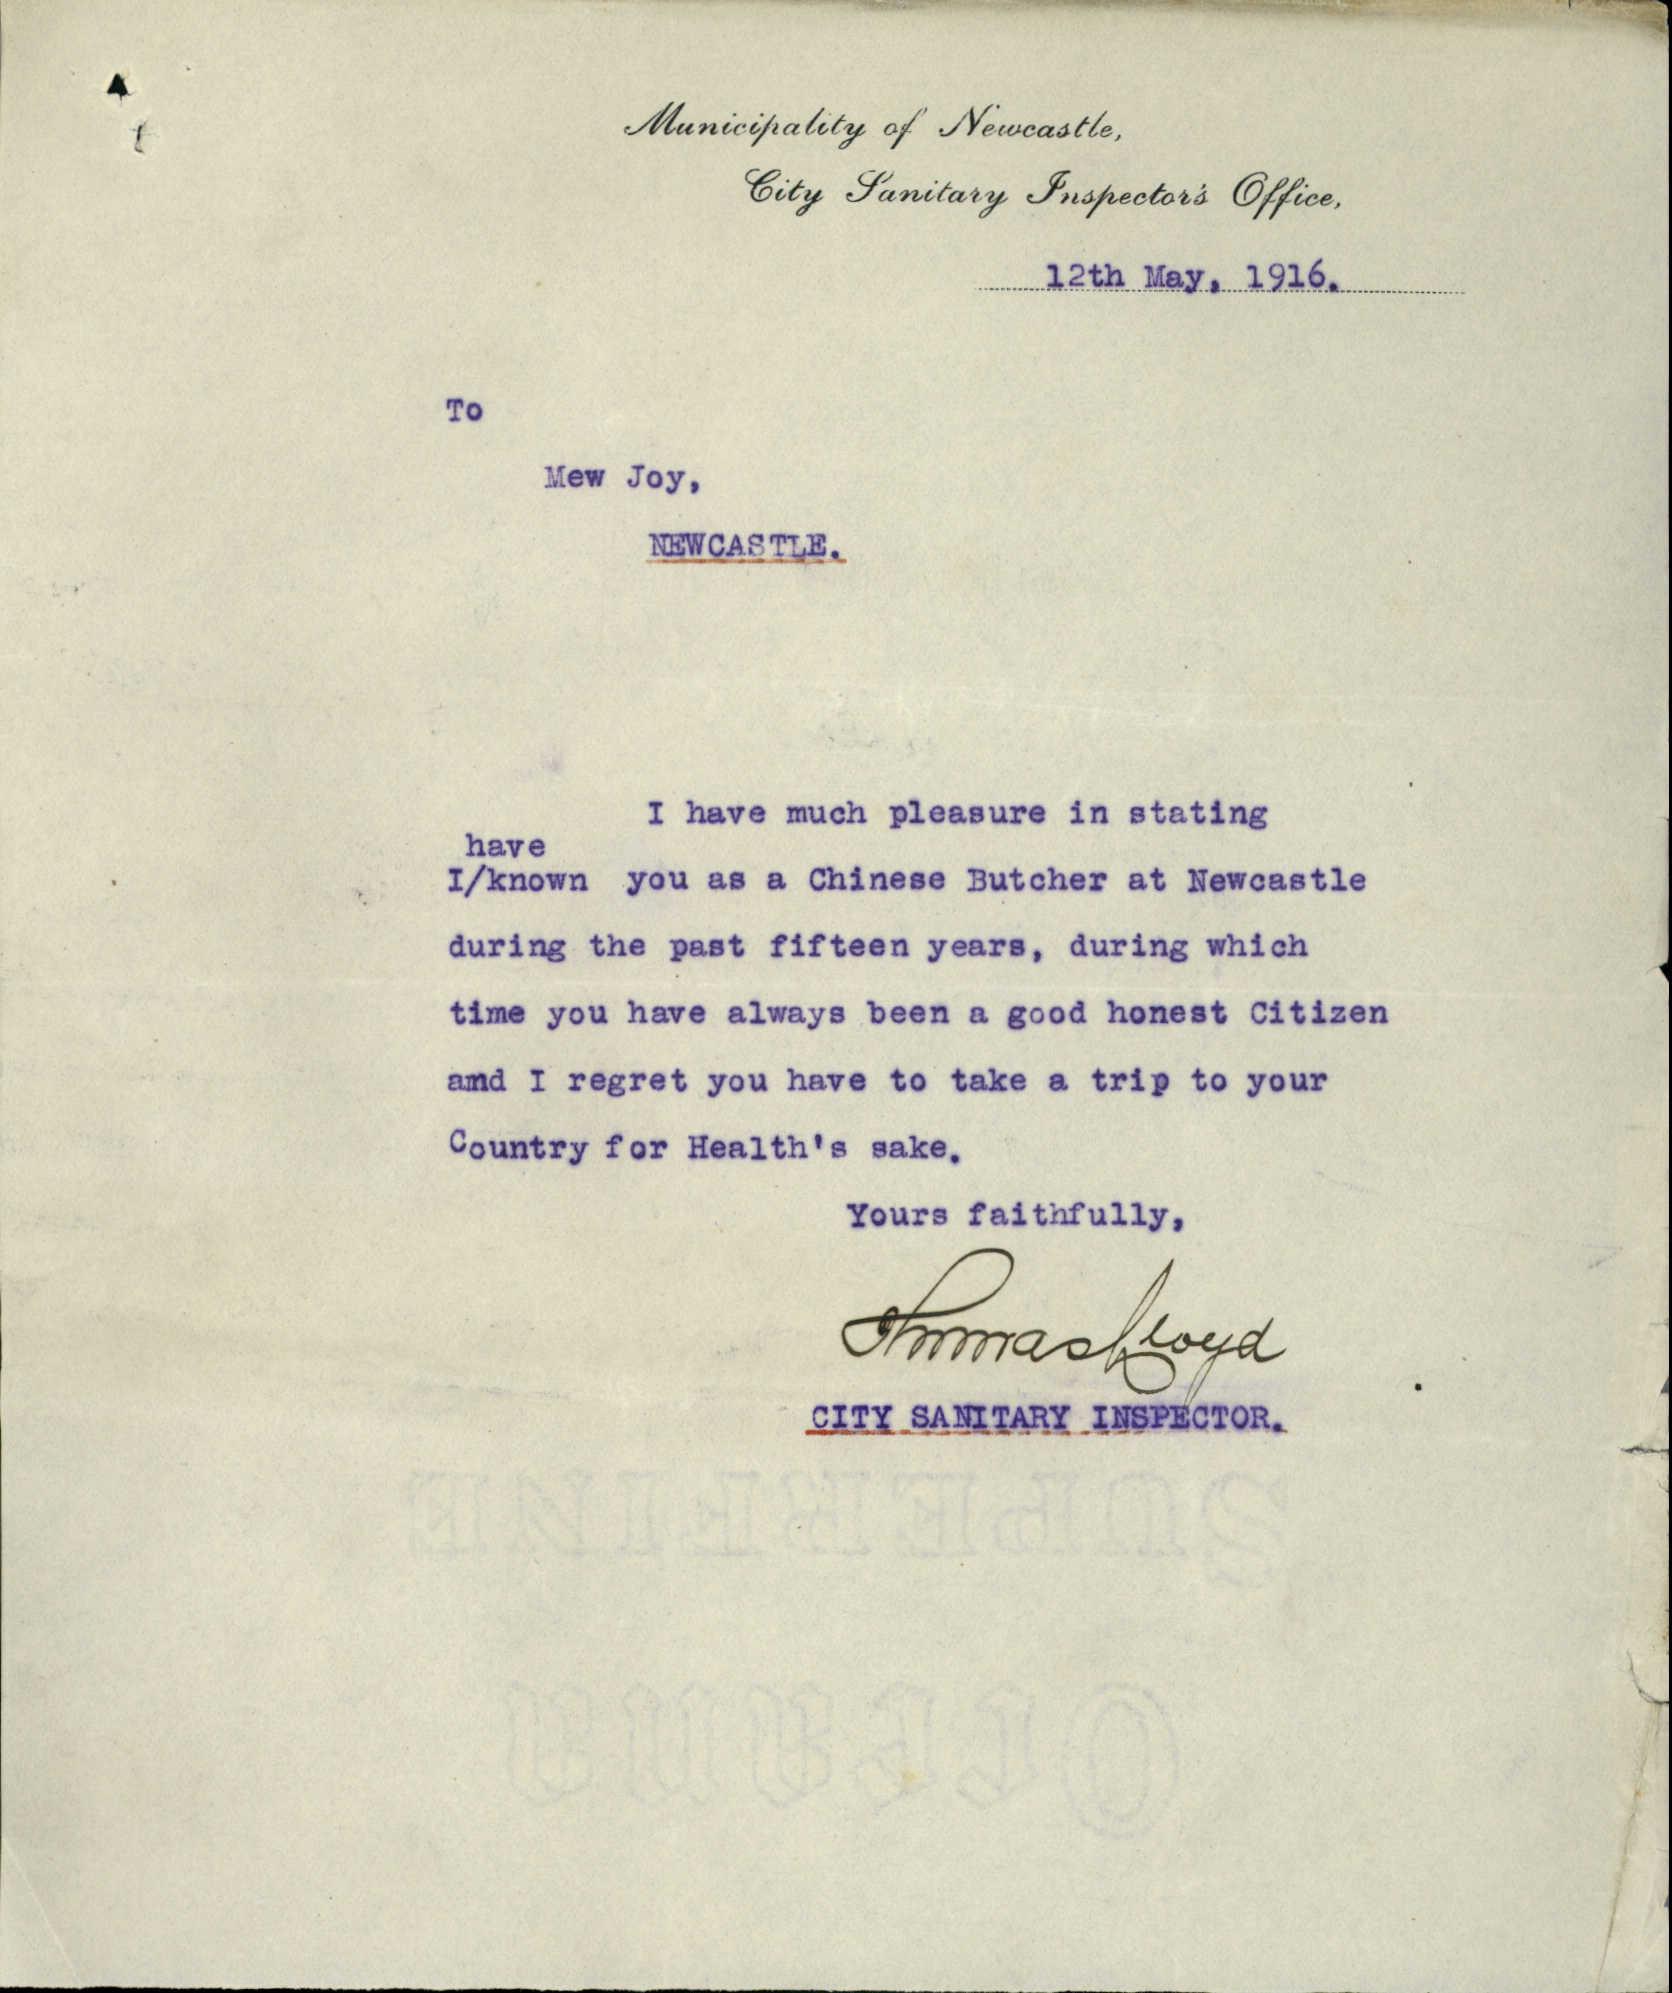 Municipality of Newcastle,
City Sanitary Inspector's Office,
12th May, 1916.
To
Mew Joy,
NEWCASTLE.
I have much pleasure in stating
have
I/known you as a Chinese Butcher at Newcastle
during the past fifteen years, during which
time you have always been a good honest Citizen
and I regret you have to take a trip to your
Country for Health's sake.
Yours faithfully,
Thomas Lloyd
CITY SANITARY INSPECTOR.
SUPERFINE